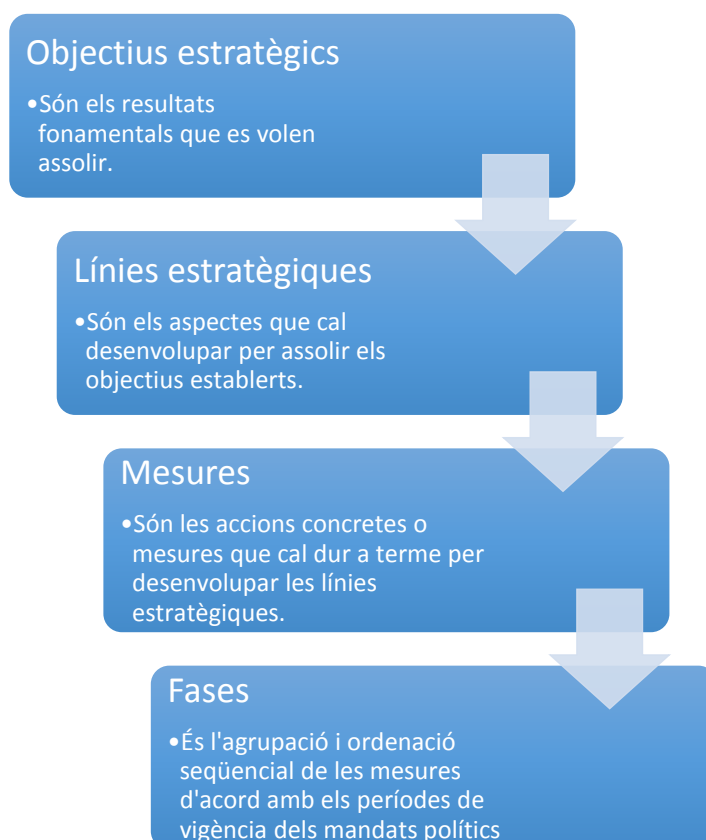 Objectius estratègics
•Són els resultats
fonamentals que es volen
assolir.
Línies estratègiques
•Són els aspectes que cal
desenvolupar per assolir els
objectius establerts.
Mesures
•Són les accions concretes o
mesures que cal dur a terme per
desenvolupar les línies
estratègiques.
Fases
•És l'agrupació i ordenació
seqüencial de les mesures
d'acord amb els períodes de
vigència dels mandats polítics